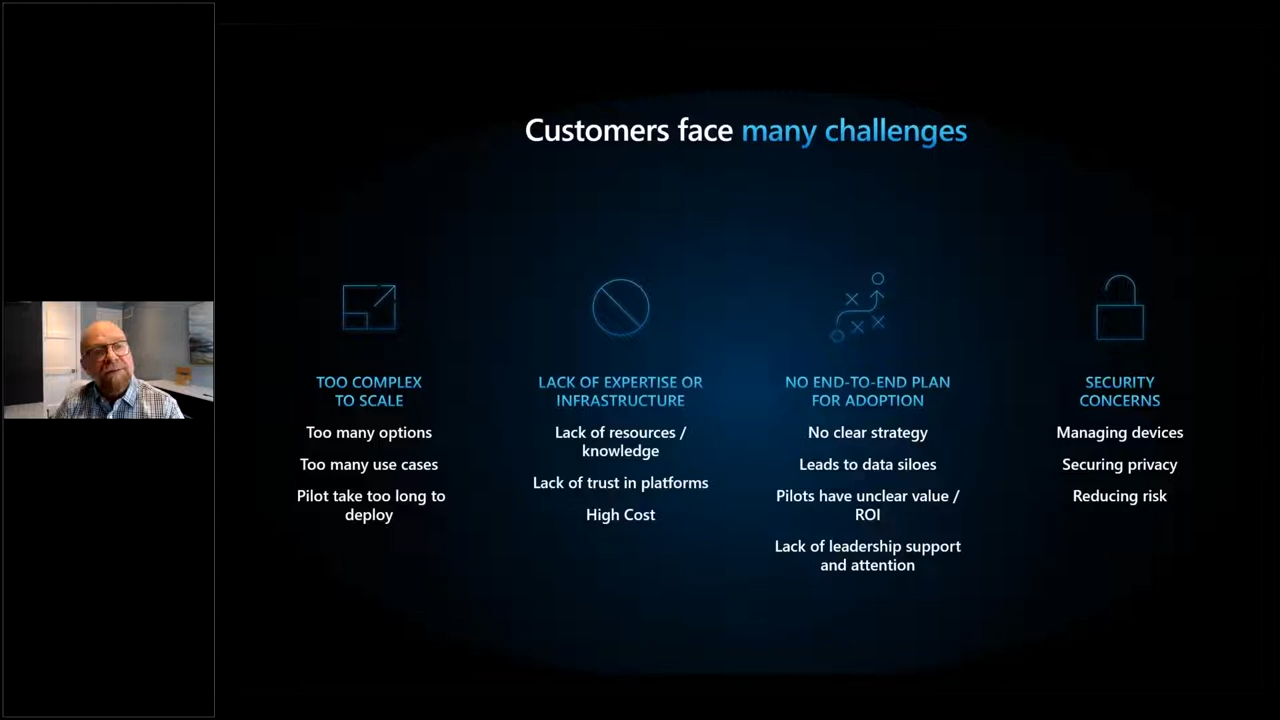 Customers face many challenges
TOO COMPLEX
TO SCALE
Too many options
Too many use cases
Pilot take too long to
deploy
LACK OF EXPERTISE OR
INFRASTRUCTURE
Lack of resources /
knowledge
Lack of trust in platforms
High Cost
NO END-TO-END PLAN
FOR ADOPTION
No clear strategy
Leads to data siloes
Pilots have unclear value /
ROI
Lack of leadership support
and attention
SECURITY
CONCERNS
Managing devices
Securing privacy
Reducing risk